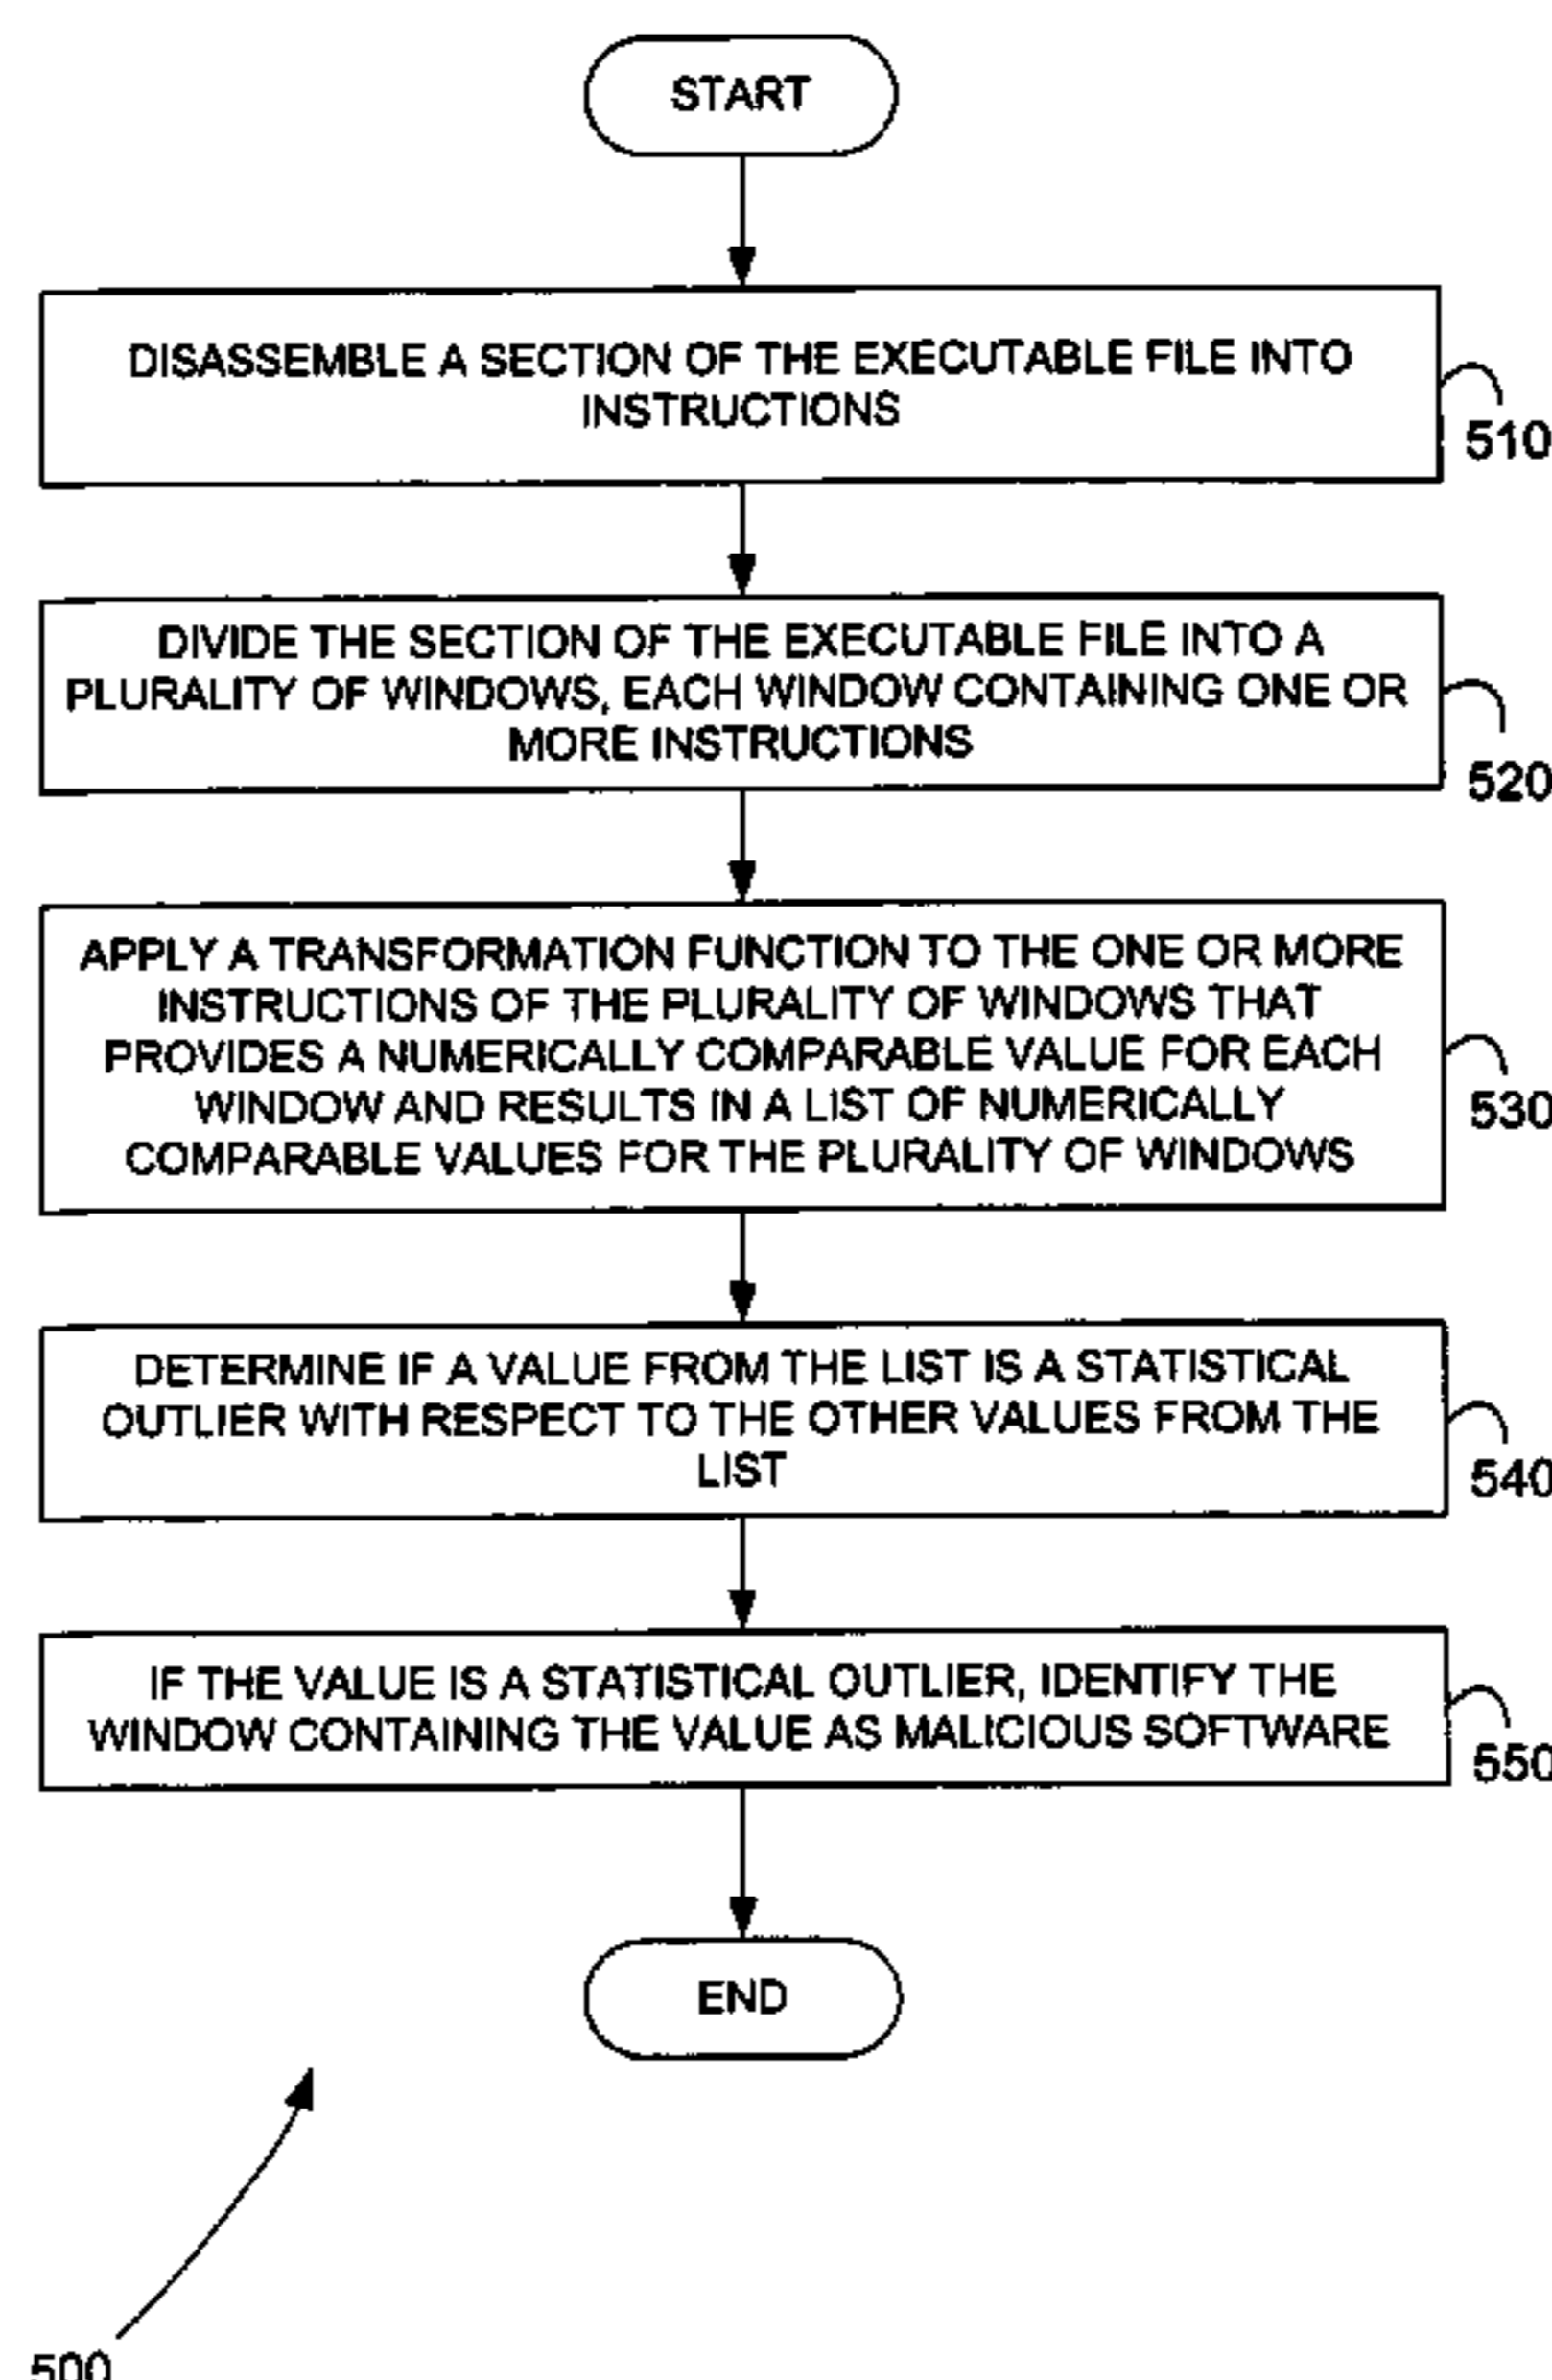 START
DISASSEMBLE A SECTION OF THE EXECUTABLE FILE INTO
INSTRUCTIONS
510
DIVIDE THE SECTION OF THE EXECUTABLE FILE INTO A
PLURALITY OF WINDOWS, EACH WINDOW CONTAINING ONE OR
MORE INSTRUCTIONS
520
APPLY A TRANSFORMATION FUNCTION TO THE ONE OR MORE
INSTRUCTIONS OF THE PLURALITY OF WINDOWS THAT
PROVIDES A NUMERICALLY COMPARABLE VALUE FOR EACH
WINDOW AND RESULTS IN A LIST OF NUMERICALLY
COMPARABLE VALUES FOR THE PLURALITY OF WINDOWS
530
DETERMINE IF A VALUE FROM THE LIST IS A STATISTICAL
OUTLIER WITH RESPECT TO THE OTHER VALUES FROM THE
LIST
540
IF THE VALUE IS A STATISTICAL OUTLIER, IDENTIFY THE
WINDOW CONTAINING THE VALUE AS MALICIOUS SOFTWARE
550
END
500